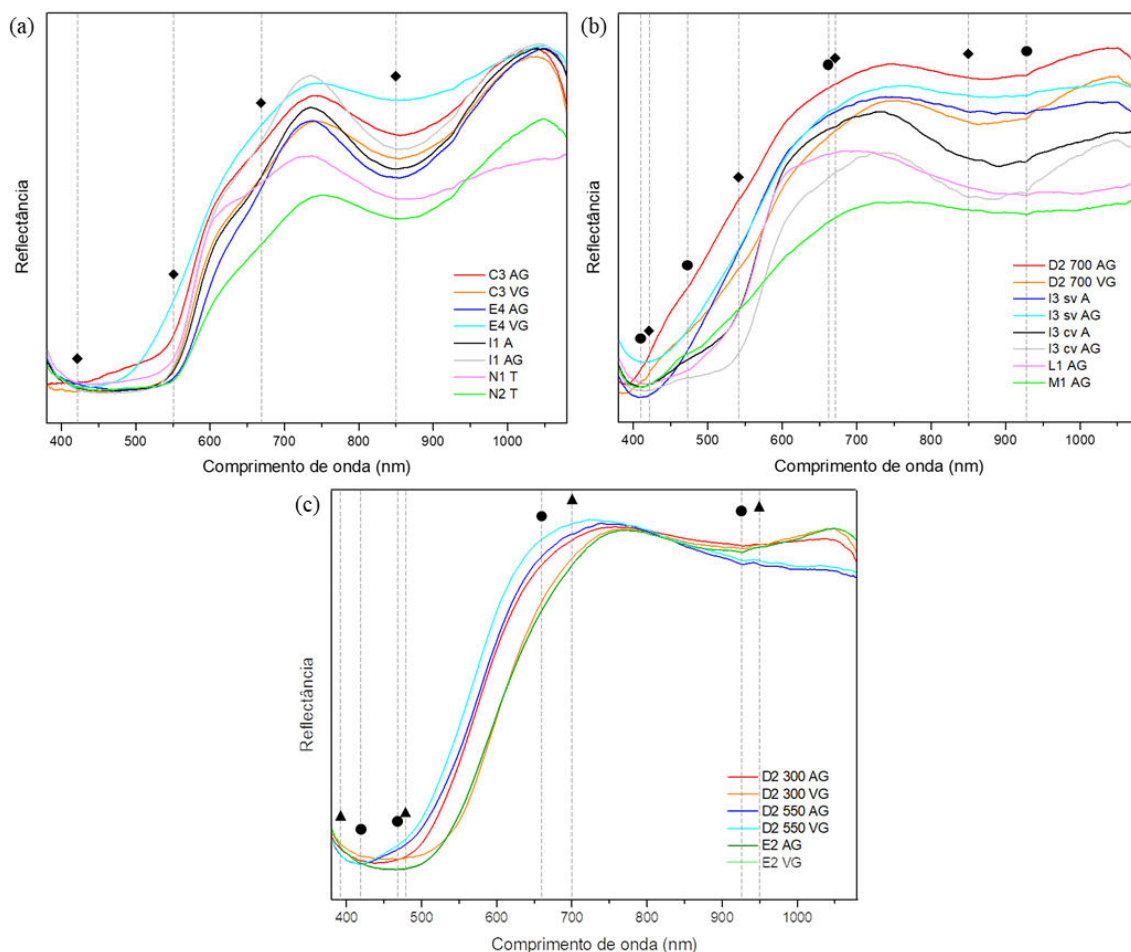 (a)
Reflectância
C3 AG
C3 VG
E4 AG
E4 VG
I1 A
I1 AG
N1 T
N2 T
400 500 600 700 800 900 1000
Comprimento de onda (nm)
(b)
Reflectância
D2 700 AG
D2 700 VG
I3 sv A
I3 sv AG
I3 cv A
I3 cv AG
L1 AG
M1 AG
400 500 600 700 800 900 1000
Comprimento de onda (nm)
(c)
Reflectância
D2 300 AG
D2 300 VG
D2 550 AG
D2 550 VG
E2 AG
E2 VG
400 500 600 700 800 900 1000
Comprimento de onda (nm)